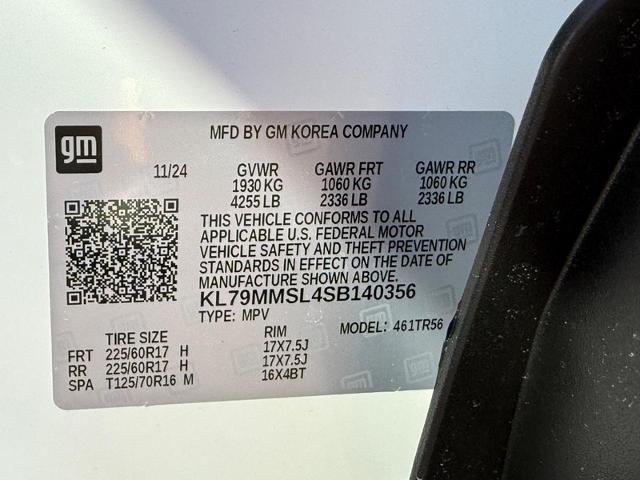 gm
MFD BY GM KOREA COMPANY
11/24 GVWR GAWR FRT GAWR RR
1930 KG 1060 KG 1060 KG
4255 LB 2336 LB 2336 LB
THIS VEHICLE CONFORMS TO ALL
APPLICABLE U.S. FEDERAL MOTOR
VEHICLE SAFETY AND THEFT PREVENTION
STANDARDS IN EFFECT ON THE DATE OF
MANUFACTURE SHOWN ABOVE.
KL79MMSL4SB140356
TYPE: MPV MODEL: 461TR56
TIRE SIZE RIM
FRT 225/60R17 H 17X7.5J
RR 225/60R17 H 17X7.5J
SPA T125/70R16 M 16X4BT